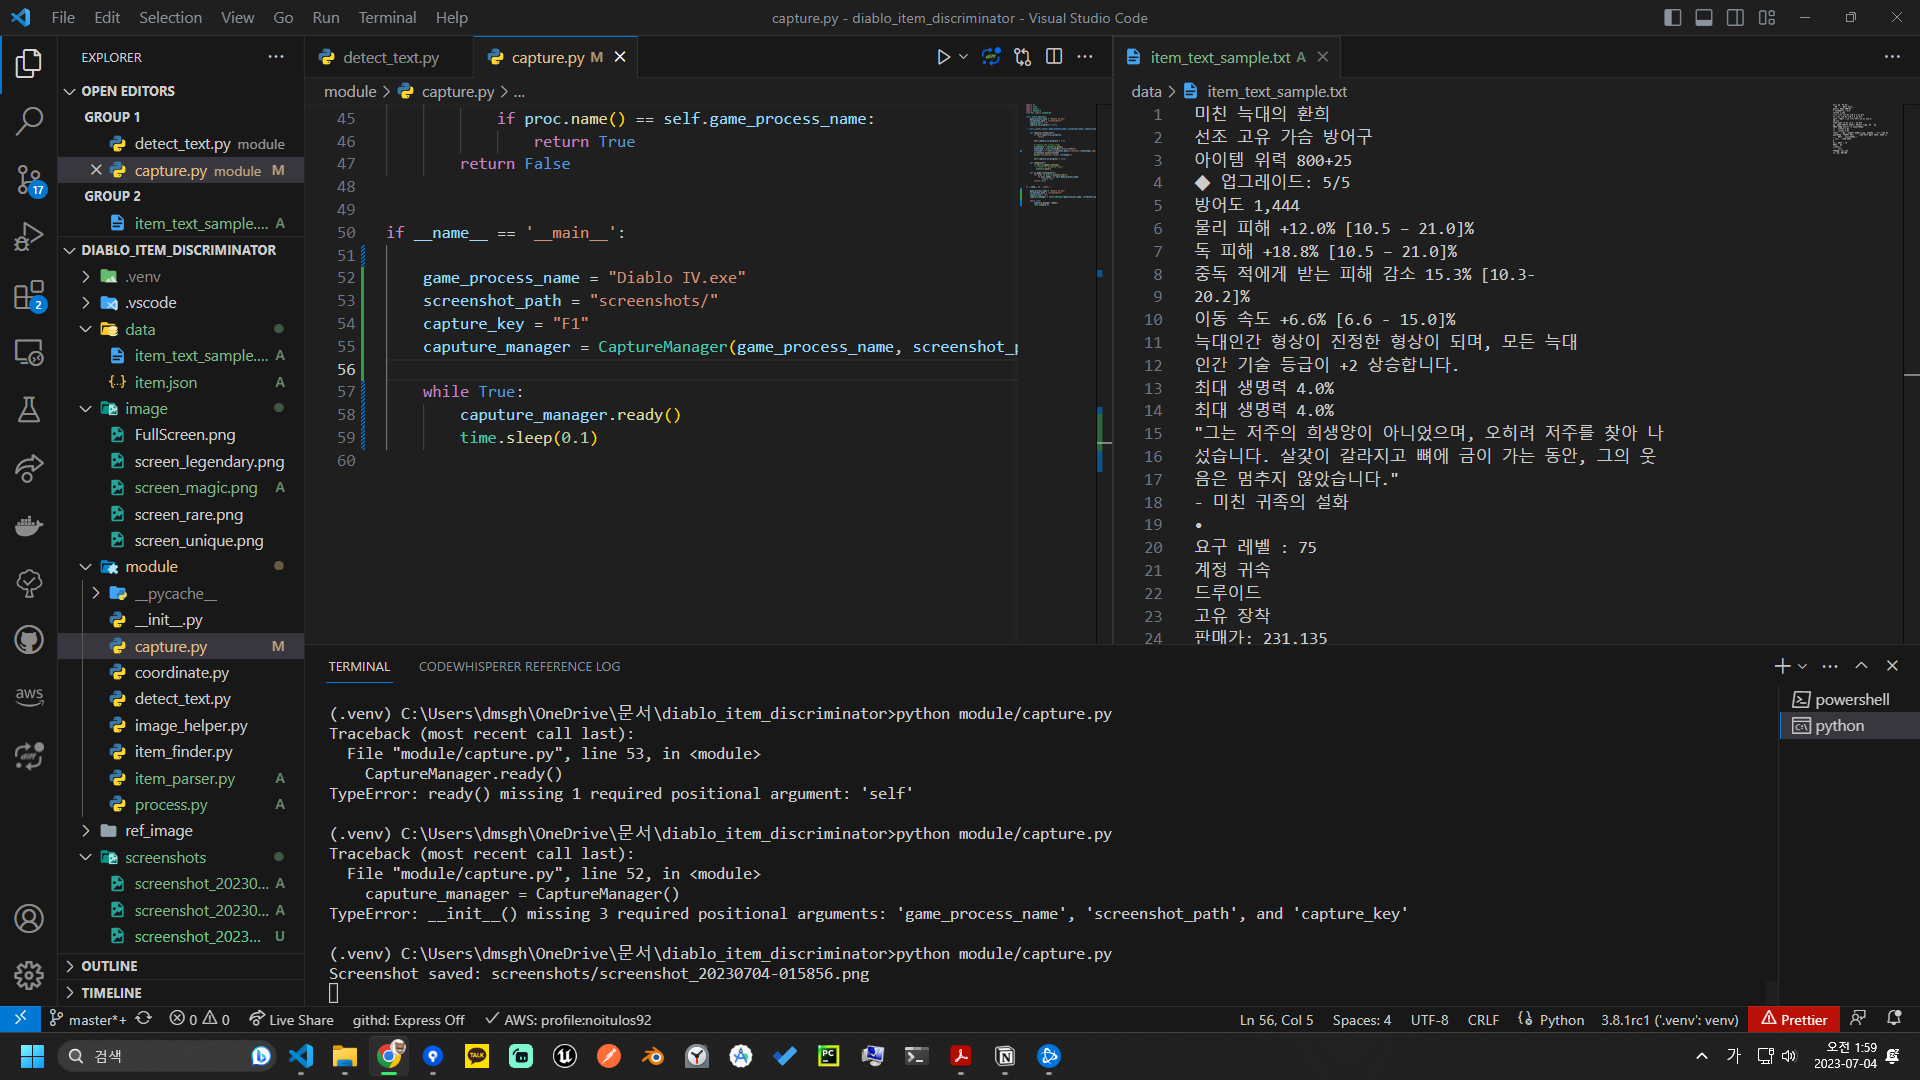 File Edit Selection View Go Run Terminal Help
capture.py - diablo_item_discriminator - Visual Studio Code
EXPLORER
OPEN EDITORS
GROUP 1
detect_text.py module
capture.py module M
GROUP 2
item_text_sample.... A
DIABLO_ITEM_DISCRIMINATOR
.venv
.vscode
data
item_text_sample.... A
item.json A
image
FullScreen.png
screen_legendary.png
screen_magic.png A
screen_rare.png
screen_unique.png
module
__pycache__
__init__.py
capture.py M
coordinate.py
detect_text.py
image_helper.py
item_finder.py
item_parser.py A
process.py A
ref_image
screenshots
screenshot_20230... A
screenshot_20230... A
screenshot_2023... U
OUTLINE
TIMELINE
17
2
aws
detect_text.py
capture.py M
module > capture.py > ...
45 if proc.name() == self.game_process_name:
46 return True
47 return False
48
49
50 if __name__ == '__main__':
51
52 game_process_name = "Diablo IV.exe"
53 screenshot_path = "screenshots/"
54 capture_key = "F1"
55 caputure_manager = CaptureManager(game_process_name, screenshot_p
56
57 while True:
58 caputure_manager.ready()
59 time.sleep(0.1)
60
item_text_sample.txt A
data > item_text_sample.txt
1 미친 늑대의 환희
2 선조 고유 가슴 방어구
3 아이템 위력 800+25
4 ◆ 업그레이드: 5/5
5 방어도 1,444
6 물리 피해 +12.0% [10.5 – 21.0]%
7 독 피해 +18.8% [10.5 – 21.0]%
8 중독 적에게 받는 피해 감소 15.3% [10.3-
9 20.2]%
10 이동 속도 +6.6% [6.6 - 15.0]%
11 늑대인간 형상이 진정한 형상이 되며, 모든 늑대
12 인간 기술 등급이 +2 상승합니다.
13 최대 생명력 4.0%
14 최대 생명력 4.0%
15 "그는 저주의 희생양이 아니었으며, 오히려 저주를 찾아 나
16 섰습니다. 살갗이 갈라지고 뼈에 금이 가는 동안, 그의 웃
17 음은 멈추지 않았습니다."
18 - 미친 귀족의 설화
19 •
20 요구 레벨 : 75
21 계정 귀속
22 드루이드
23 고유 장착
24 판매가: 231,135
TERMINAL CODEWHISPERER REFERENCE LOG
(.venv) C:\Users\dmsgh\OneDrive\문서\diablo_item_discriminator>python module/capture.py
Traceback (most recent call last):
File "module/capture.py", line 53, in <module>
CaptureManager.ready()
TypeError: ready() missing 1 required positional argument: 'self'
(.venv) C:\Users\dmsgh\OneDrive\문서\diablo_item_discriminator>python module/capture.py
Traceback (most recent call last):
File "module/capture.py", line 52, in <module>
caputure_manager = CaptureManager()
TypeError: __init__() missing 3 required positional arguments: 'game_process_name', 'screenshot_path', and 'capture_key'
(.venv) C:\Users\dmsgh\OneDrive\문서\diablo_item_discriminator>python module/capture.py
Screenshot saved: screenshots/screenshot_20230704-015856.png
powershell
python
master*+ 0 0 Live Share githd: Express Off AWS: profile:noitulos92
Ln 56, Col 5 Spaces: 4 UTF-8 CRLF Python 3.8.1rc1 ('.venv': venv) Prettier
검색
TALK
PC
가
오전 1:59
2023-07-04